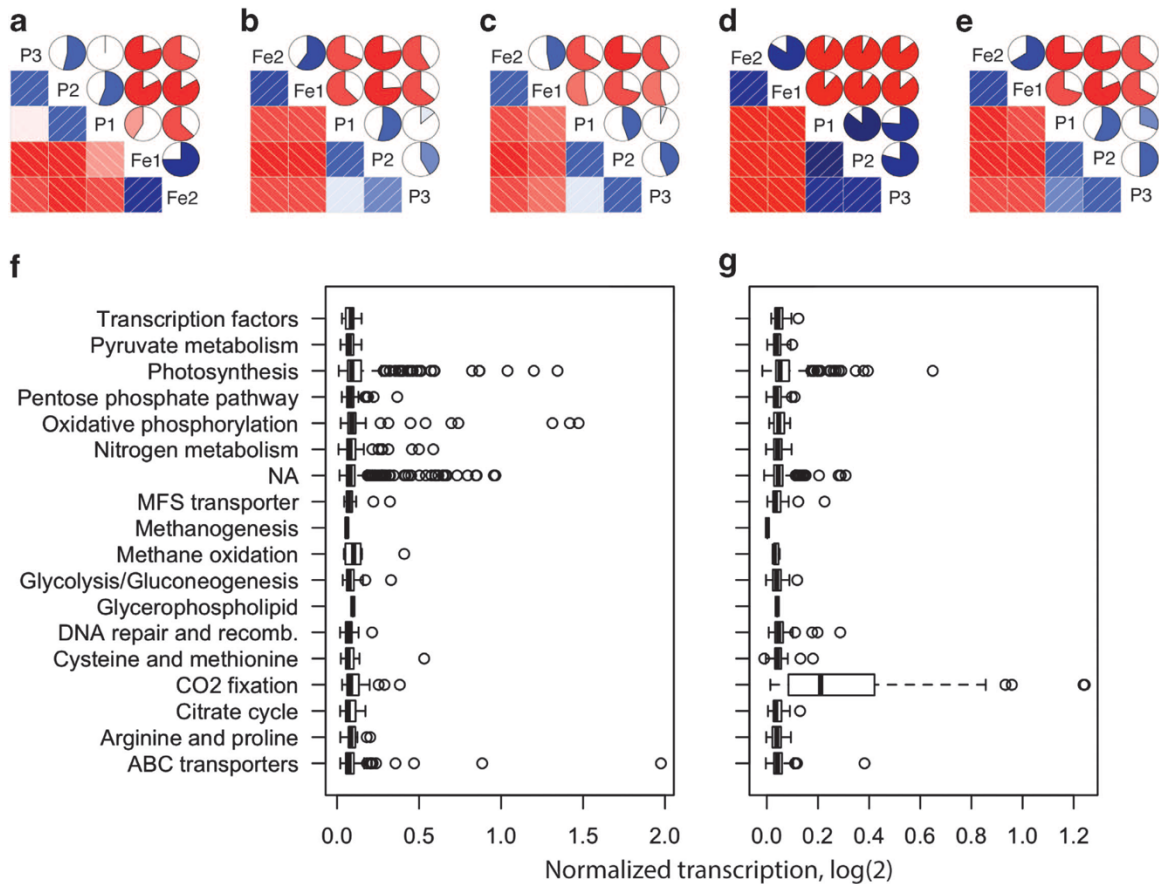 a b c d e
P3
P2
P1
Fe1
Fe2
Fe2
Fe1
P1
P2
P3
Fe2
Fe1
P1
P2
P3
Fe2
Fe1
P1
P2
P3
Fe2
Fe1
P1
P2
P3
f g
Transcription factors
Pyruvate metabolism
Photosynthesis
Pentose phosphate pathway
Oxidative phosphorylation
Nitrogen metabolism
NA
MFS transporter
Methanogenesis
Methane oxidation
Glycolysis/Gluconeogenesis
Glycerophospholipid
DNA repair and recomb.
Cysteine and methionine
CO2 fixation
Citrate cycle
Arginine and proline
ABC transporters
0.0 0.5 1.0 1.5 2.0
0.0 0.2 0.4 0.6 0.8 1.0 1.2
Normalized transcription, log(2)